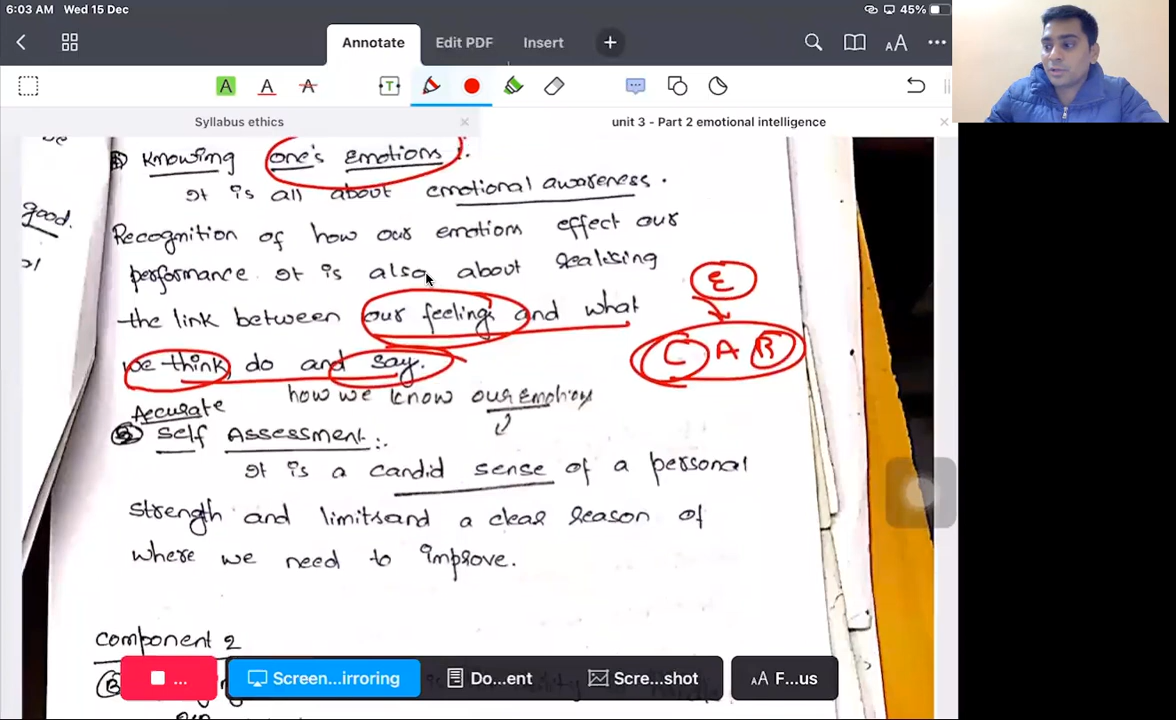 6:03 AM Wed 15 Dec
45%
Annotate
Edit PDF
Insert
AA
A
A
A
T
Syllabus ethics
unit 3 - Part 2 emotional intelligence
good.
Knowing one's emotions :.
It is all about emotional awareness.
Recognition of how our emotions effect our
performance. It is also about realising
the link between our feelings and what
we think, do and say.
E
C A B
how we know our emotions
Accurate
self Assessment :.
It is a candid sense of a personal
strength and limits and a clear reason of
where we need to improve.
Component 2
...
Screen...irroring
Do...ent
Scre...shot
AA F...us